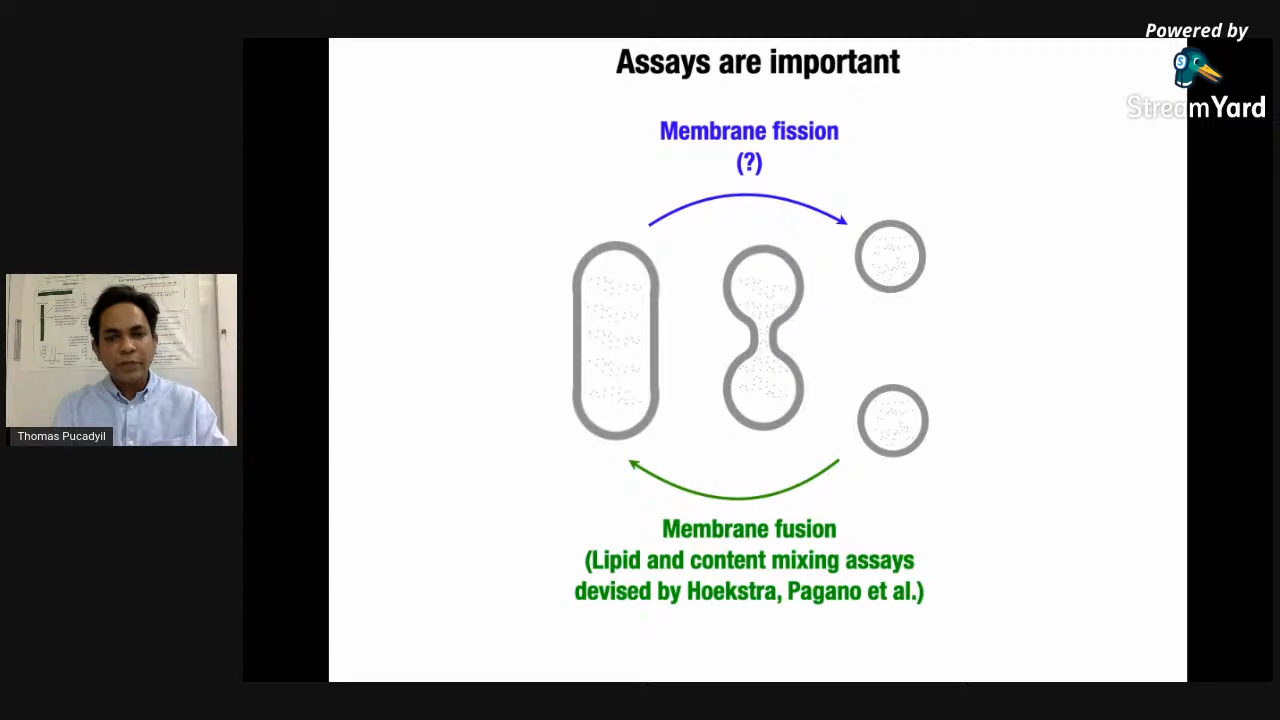 Powered by
StreamYard
Assays are important
Membrane fission
(?)
Membrane fusion
(Lipid and content mixing assays
devised by Hoekstra, Pagano et al.)
Thomas Pucadyil